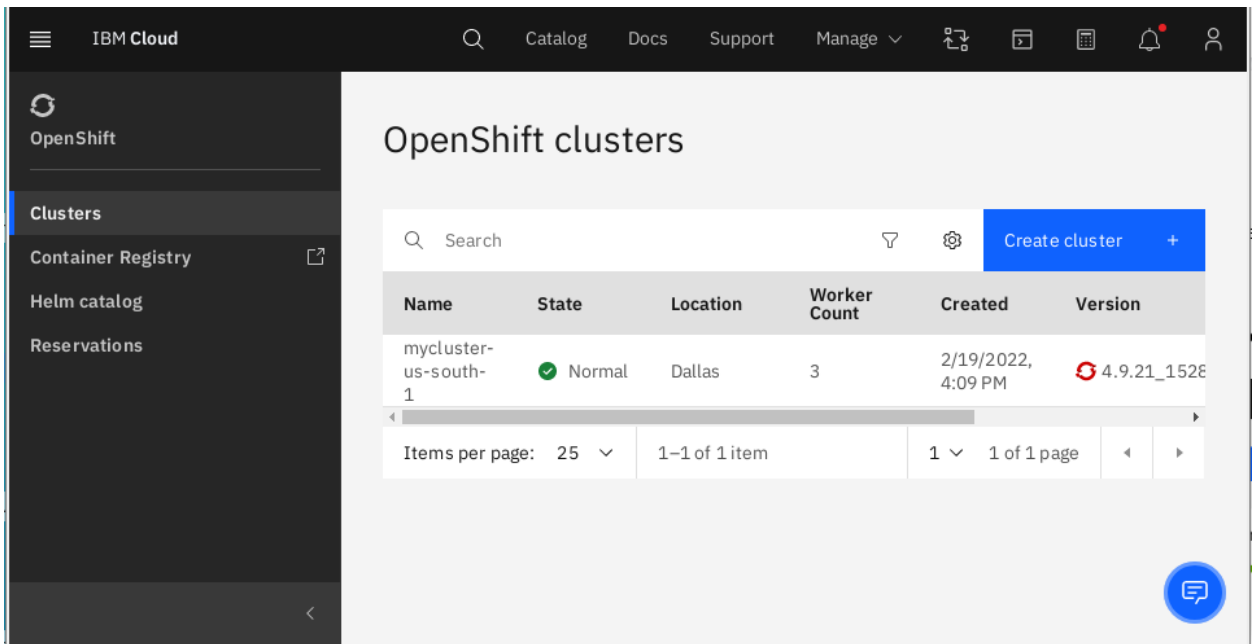 IBM Cloud
Catalog
Docs
Support
Manage
OpenShift
Clusters
Container Registry
Helm catalog
Reservations
OpenShift clusters
Search
Create cluster +
Name
State
Location
Worker
Count
Created
Version
mycluster-
us-south-
1
Normal
Dallas
3
2/19/2022,
4:09 PM
4.9.21_1528
Items per page: 25
1–1 of 1 item
1
1 of 1 page